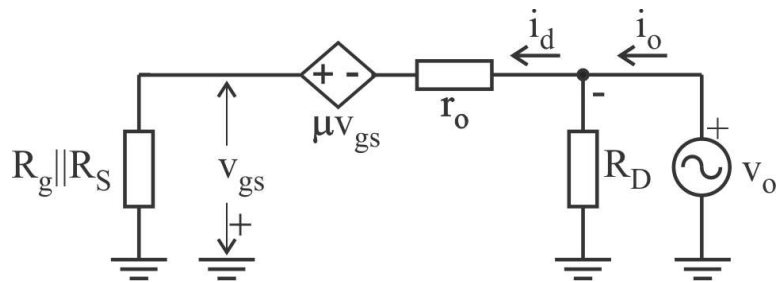 i_d
i_o
+ -
μv_gs
r_o
-
+
R_g||R_S
v_gs
+
R_D
v_o